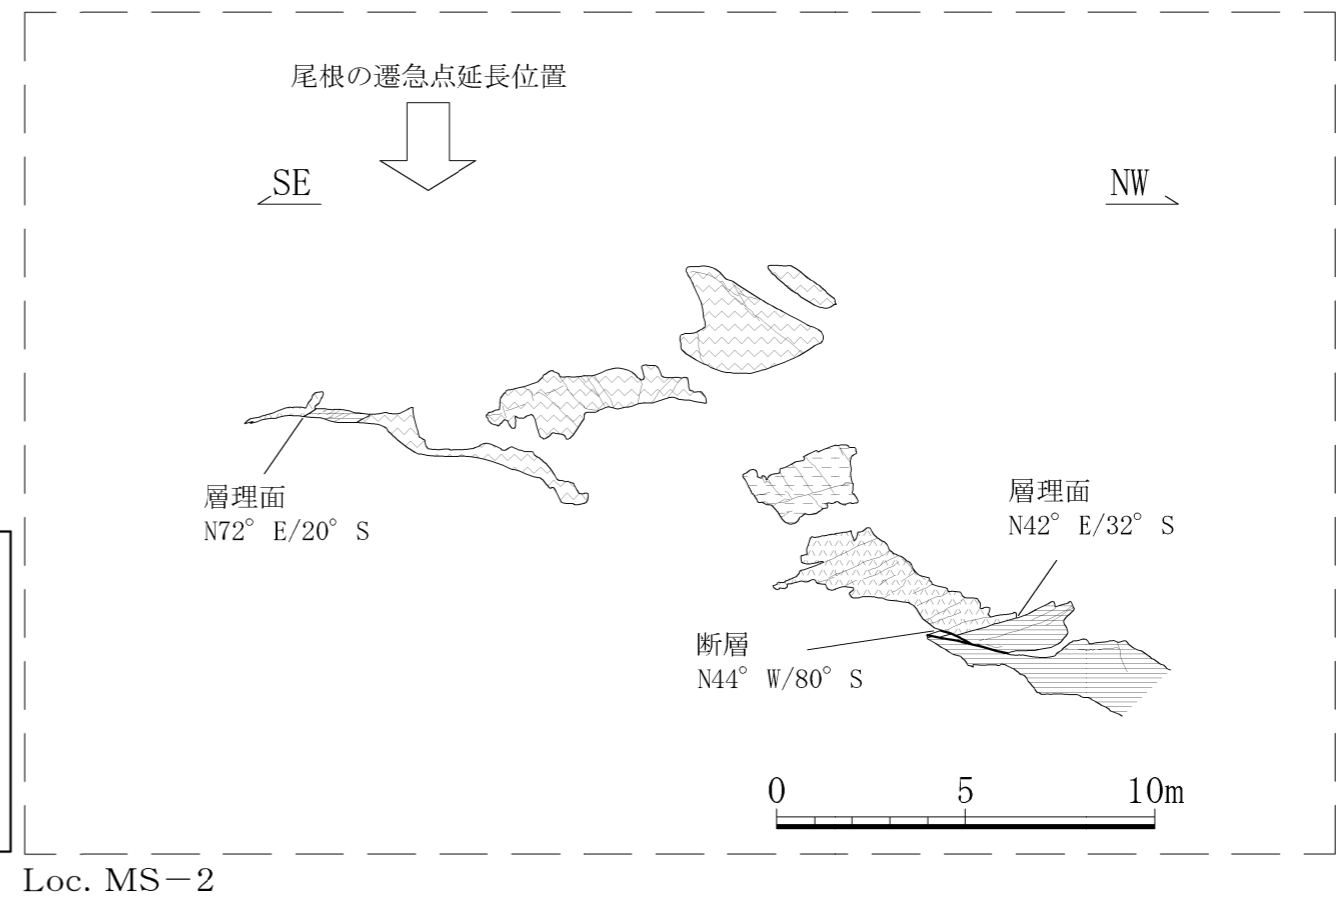 尾根の遷急点延長位置
SE
NW
層理面
N72° E/20° S
層理面
N42° E/32° S
断層
N44° W/80° S
0 5 10m
Loc. MS－2